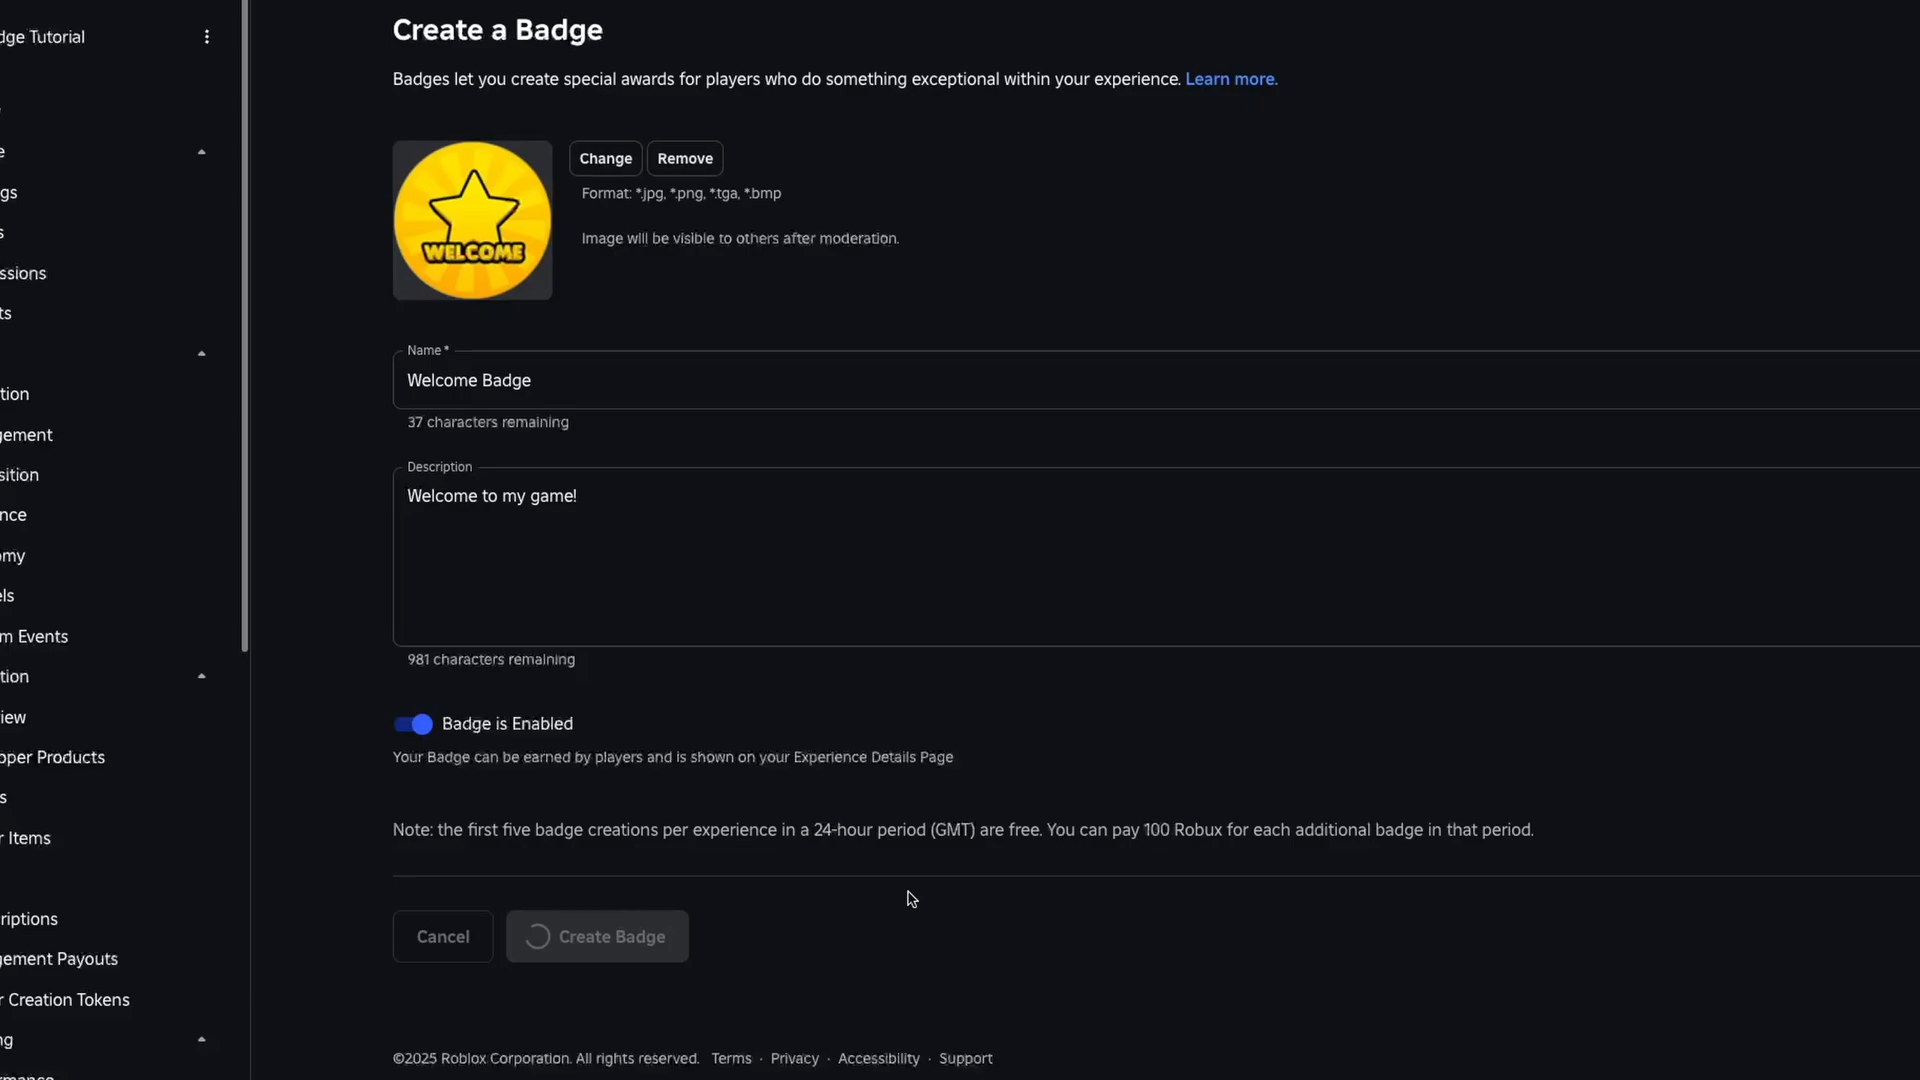 dge Tutorial
Create a Badge
Badges let you create special awards for players who do something exceptional within your experience. Learn more.
e
gs
s
ssions
ts
tion
gement
sition
nce
omy
els
m Events
tion
iew
oper Products
s
r Items
riptions
gement Payouts
r Creation Tokens
ng
WELCOME
Change
Remove
Format: *.jpg, *.png, *.tga, *.bmp
Image will be visible to others after moderation.
Name *
Welcome Badge
37 characters remaining
Description
Welcome to my game!
981 characters remaining
Badge is Enabled
Your Badge can be earned by players and is shown on your Experience Details Page
Note: the first five badge creations per experience in a 24-hour period (GMT) are free. You can pay 100 Robux for each additional badge in that period.
Cancel
Create Badge
©2025 Roblox Corporation. All rights reserved. Terms · Privacy · Accessibility · Support